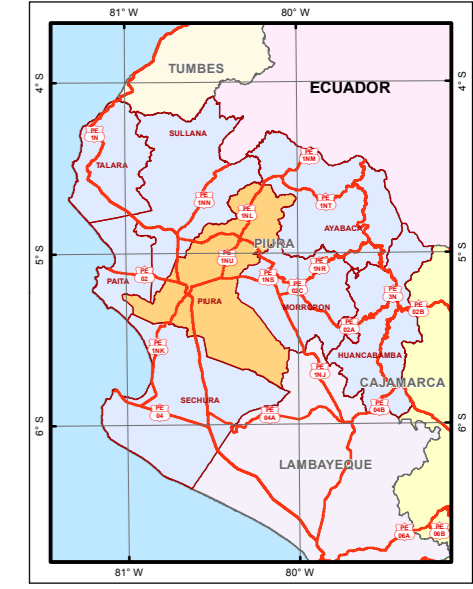 81° W
80° W
TUMBES
4° S
4° S
ECUADOR
PE
1N
SULLANA
PE
1NM
TALARA
PE
1NN
PE
1NT
PE
1NL
AYABACA
PIURA
5° S
5° S
PE
1NU
PE
02
PE
1NS
PE
1NR
PAITA
PE
02C
PE
3N
PIURA
MORROPON
PE
02B
PE
02A
PE
1NK
HUANCABAMBA
PE
1NJ
CAJAMARCA
SECHURA
PE
04
PE
04A
PE
04B
6° S
6° S
LAMBAYEQUE
PE
06A
PE
06B
81° W
80° W